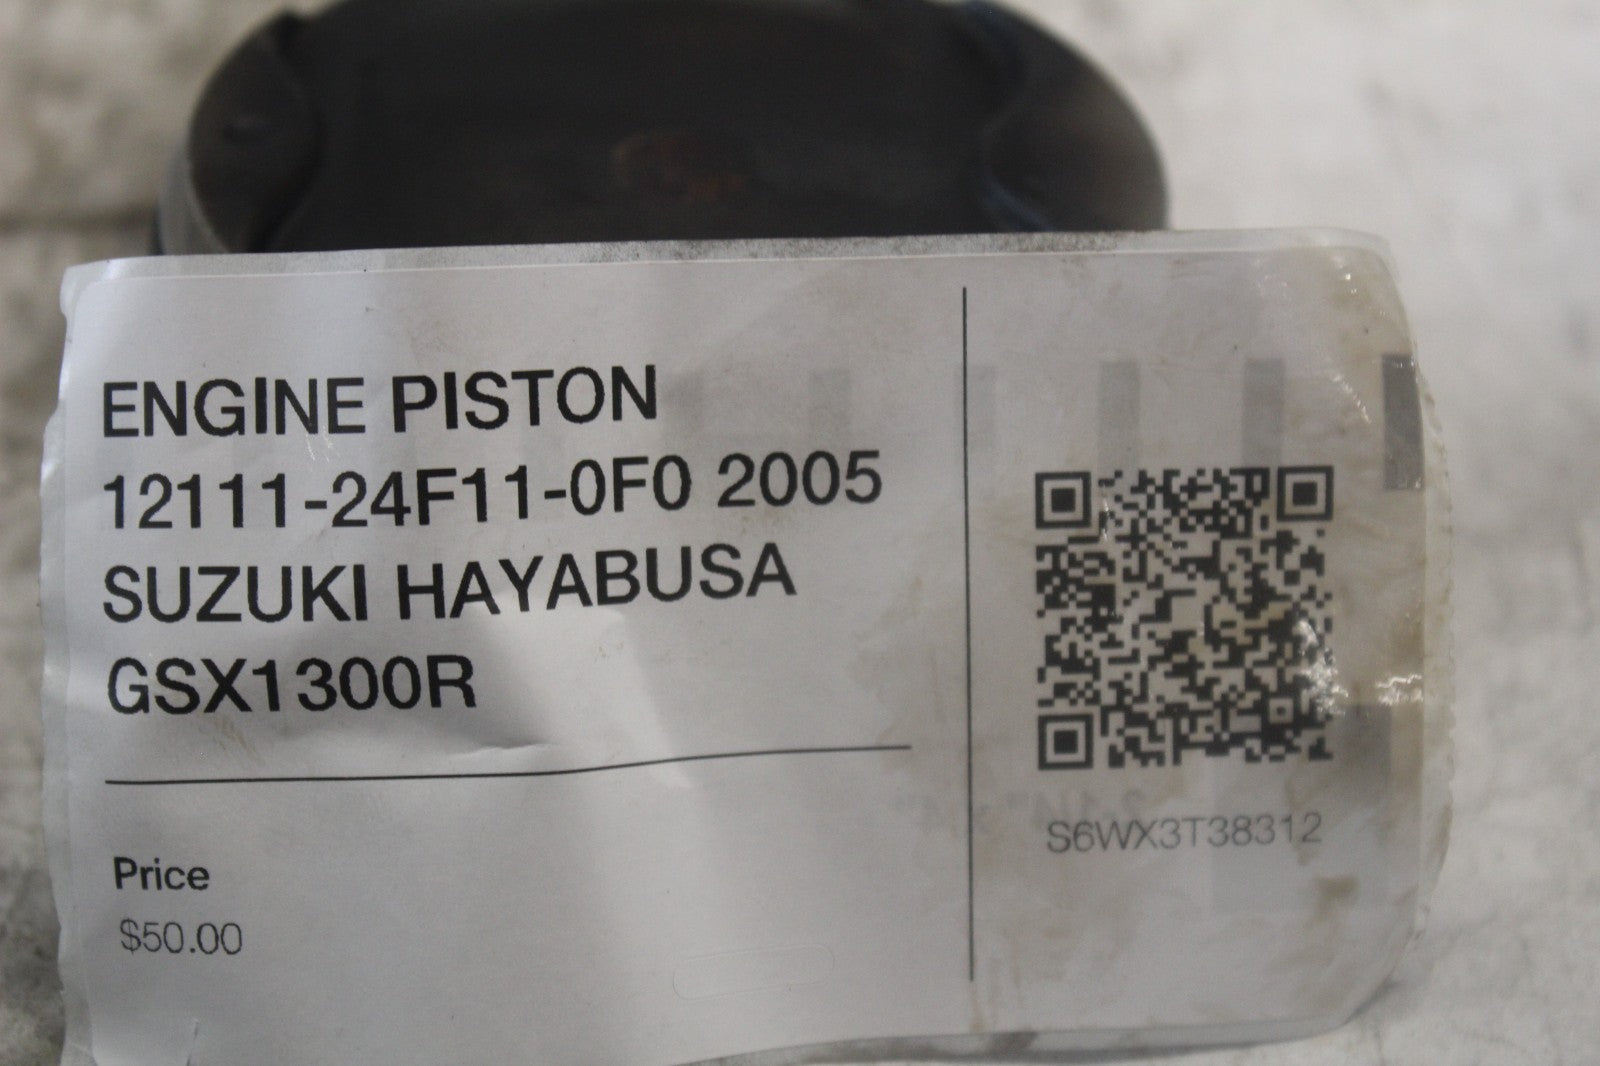 ENGINE PISTON
12111-24F11-0F0 2005
SUZUKI HAYABUSA
GSX1300R
Price
$50.00
S6WX3T38312